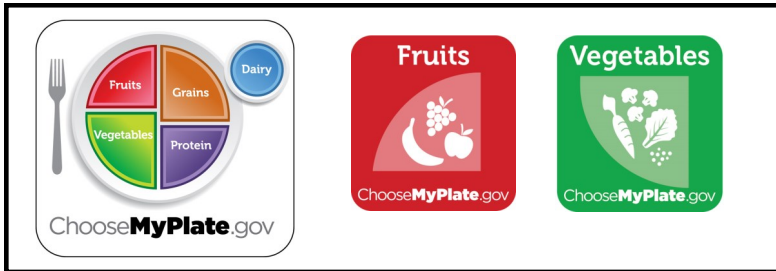 Fruits
Grains
Dairy
Vegetables
Protein
ChooseMyPlate.gov
Fruits
ChooseMyPlate.gov
Vegetables
ChooseMyPlate.gov